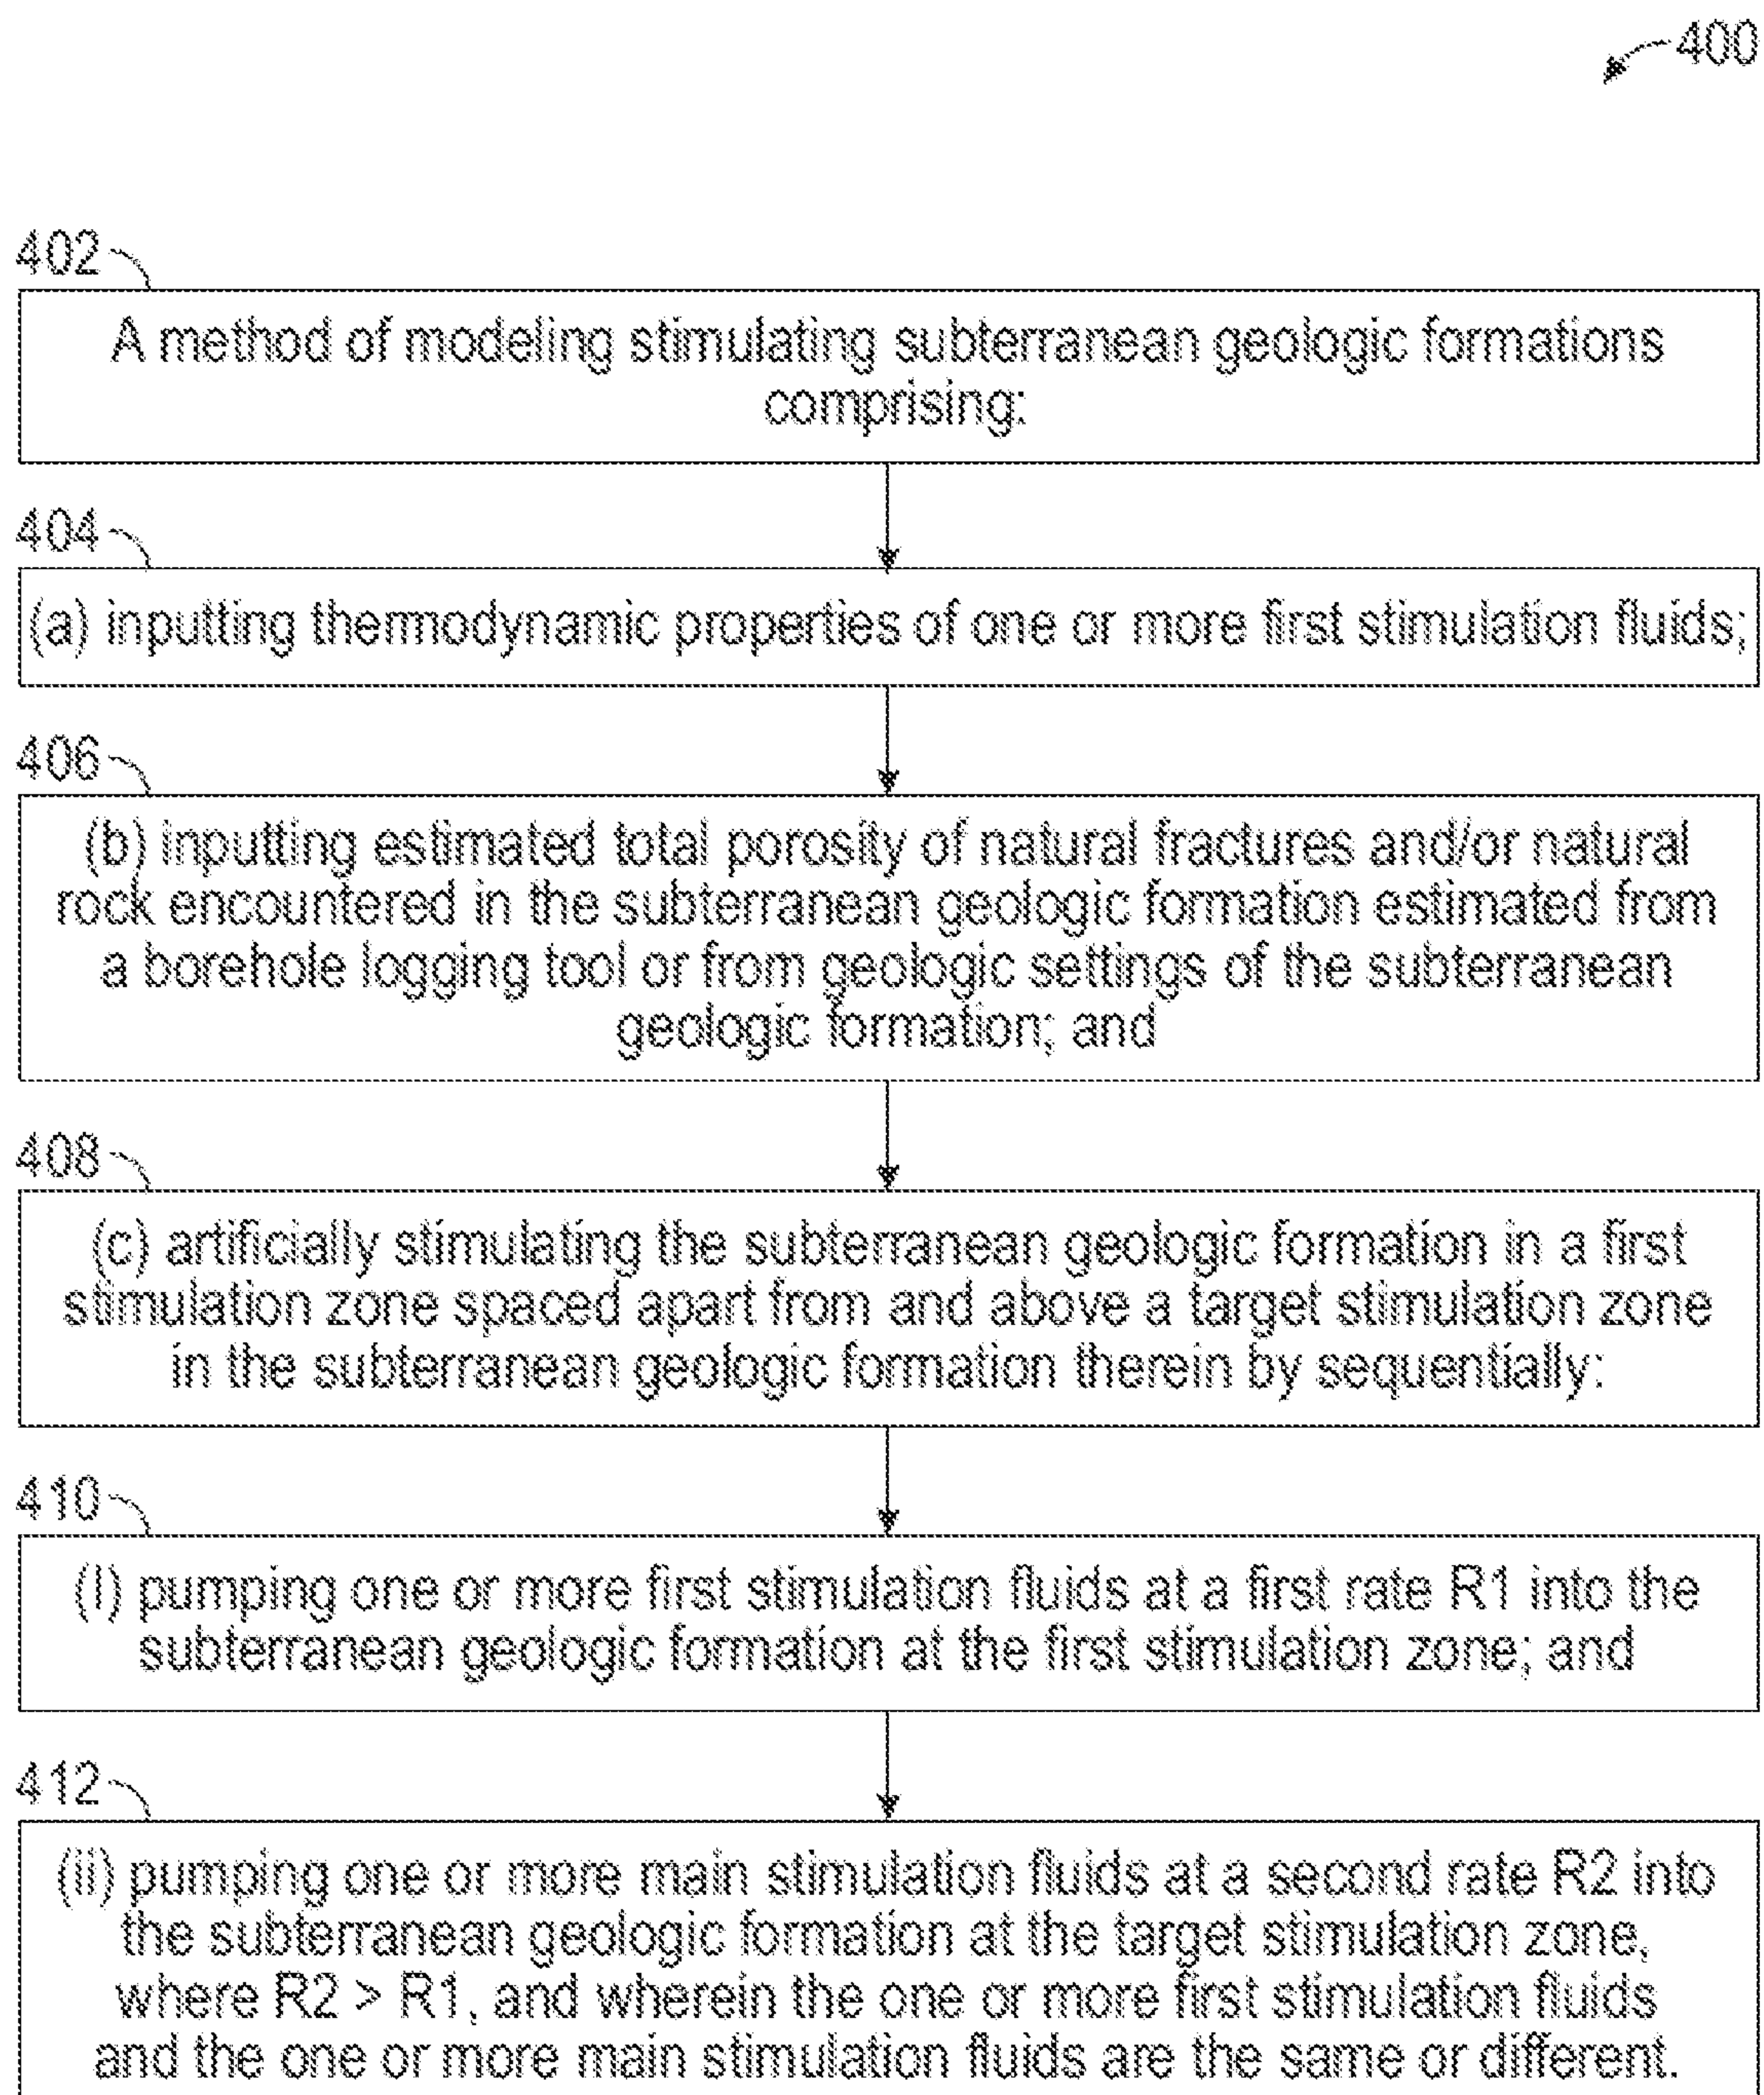 400
402
A method of modeling stimulating subterranean geologic formations
comprising:
404
(a) inputting thermodynamic properties of one or more first stimulation fluids;
406
(b) inputting estimated total porosity of natural fractures and/or natural
rock encountered in the subterranean geologic formation estimated from
a borehole logging tool or from geologic settings of the subterranean
geologic formation; and
408
(c) artificially stimulating the subterranean geologic formation in a first
stimulation zone spaced apart from and above a target stimulation zone
in the subterranean geologic formation therein by sequentially:
410
(I) pumping one or more first stimulation fluids at a first rate R1 into the
subterranean geologic formation at the first stimulation zone; and
412
(ii) pumping one or more main stimulation fluids at a second rate R2 into
the subterranean geologic formation at the target stimulation zone,
where R2 > R1, and wherein the one or more first stimulation fluids
and the one or more main stimulation fluids are the same or different.